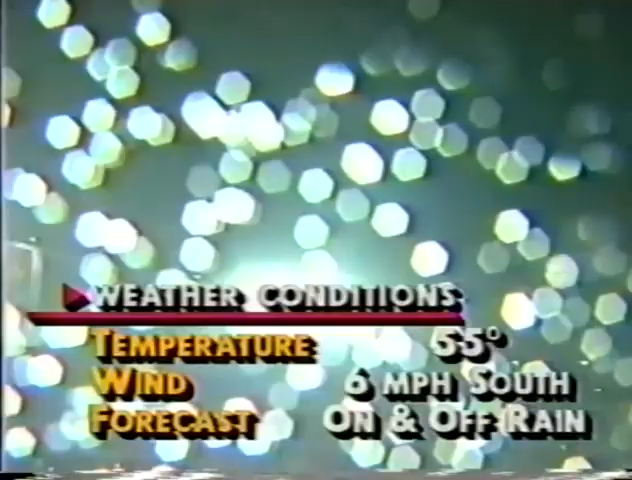 WEATHER CONDITIONS
TEMPERATURE 55°
WIND 6 MPH SOUTH
FORECAST ON & OFF RAIN